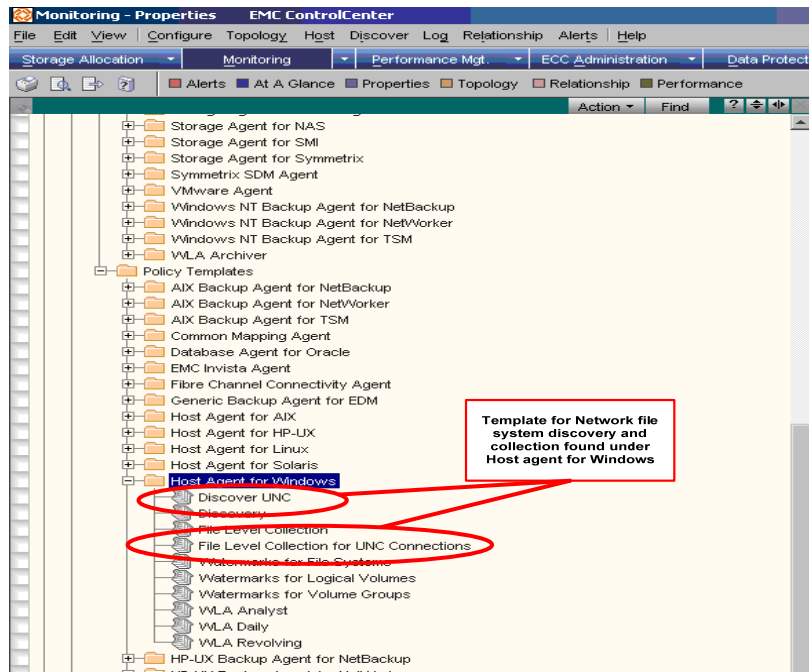 Monitoring - Properties EMC ControlCenter
File Edit View Configure Topology Host Discover Log Relationship Alerts Help
Storage Allocation Monitoring Performance Mgt. ECC Administration Data Protect
Alerts At A Glance Properties Topology Relationship Performance
Action Find ?
Storage Agent for NAS
Storage Agent for SMI
Storage Agent for Symmetrix
Symmetrix SDM Agent
VMware Agent
Windows NT Backup Agent for NetBackup
Windows NT Backup Agent for NetWorker
Windows NT Backup Agent for TSM
WLA Archiver
Policy Templates
AIX Backup Agent for NetBackup
AIX Backup Agent for NetWorker
AIX Backup Agent for TSM
Common Mapping Agent
Database Agent for Oracle
EMC Invista Agent
Fibre Channel Connectivity Agent
Generic Backup Agent for EDM
Host Agent for AIX
Host Agent for HP-UX
Host Agent for Linux
Host Agent for Solaris
Host Agent for Windows
Template for Network file
system discovery and
collection found under
Host agent for Windows
Discover UNC
Discovery
File Level Collection
File Level Collection for UNC Connections
Watermarks for File Systems
Watermarks for Logical Volumes
Watermarks for Volume Groups
WLA Analyst
WLA Daily
WLA Revolving
HP-UX Backup Agent for NetBackup